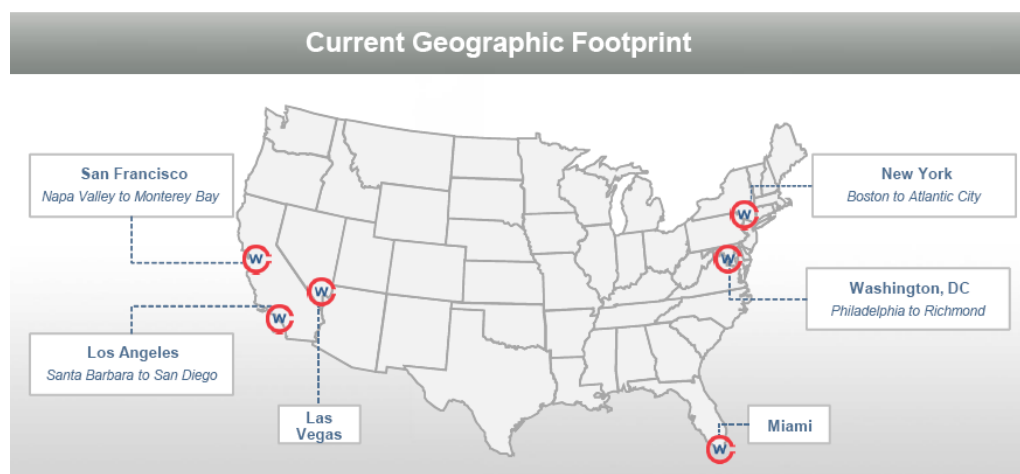 Current Geographic Footprint
San Francisco
Napa Valley to Monterey Bay
New York
Boston to Atlantic City
W
W
W
W
Washington, DC
Philadelphia to Richmond
W
Los Angeles
Santa Barbara to San Diego
Las
Vegas
Miami
W